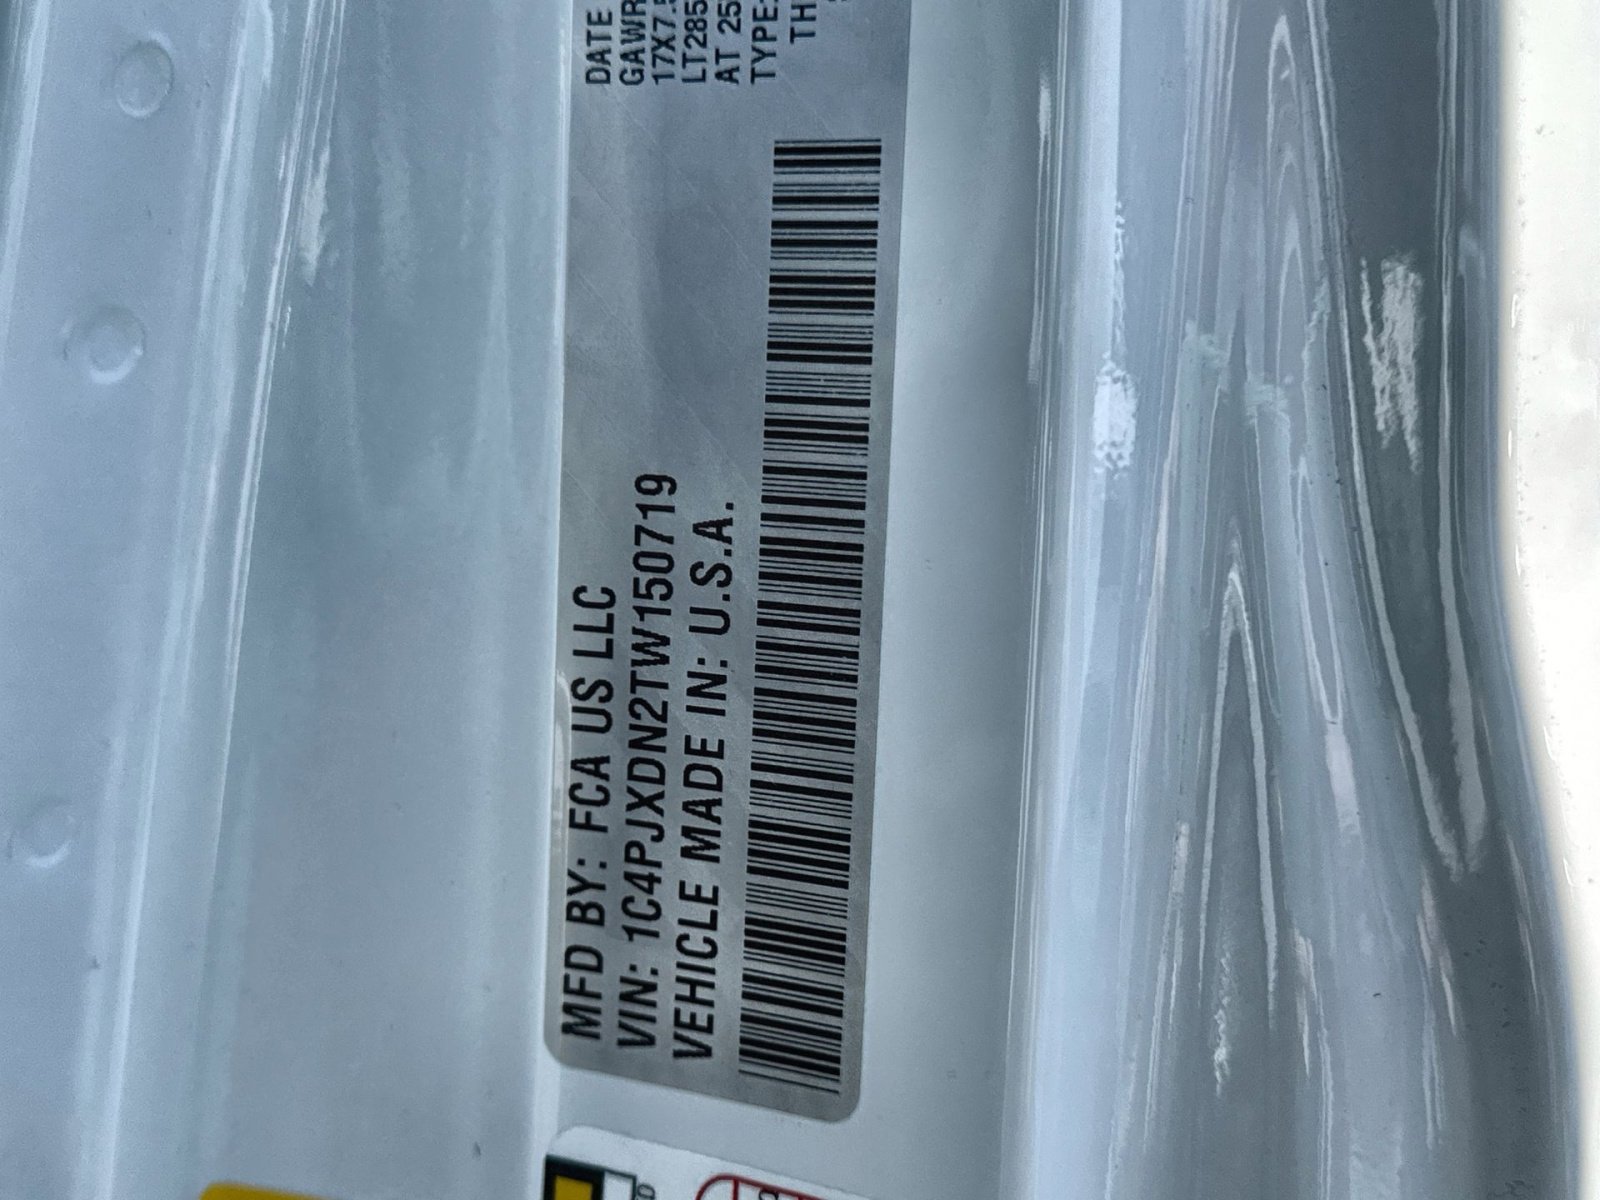 MFD BY: FCA US LLC
VIN: 1C4PJXDN2TW150719
VEHICLE MADE IN: U.S.A.
DATE
GAWR
17X7.5
LT285
AT 25
TYPE:
TH